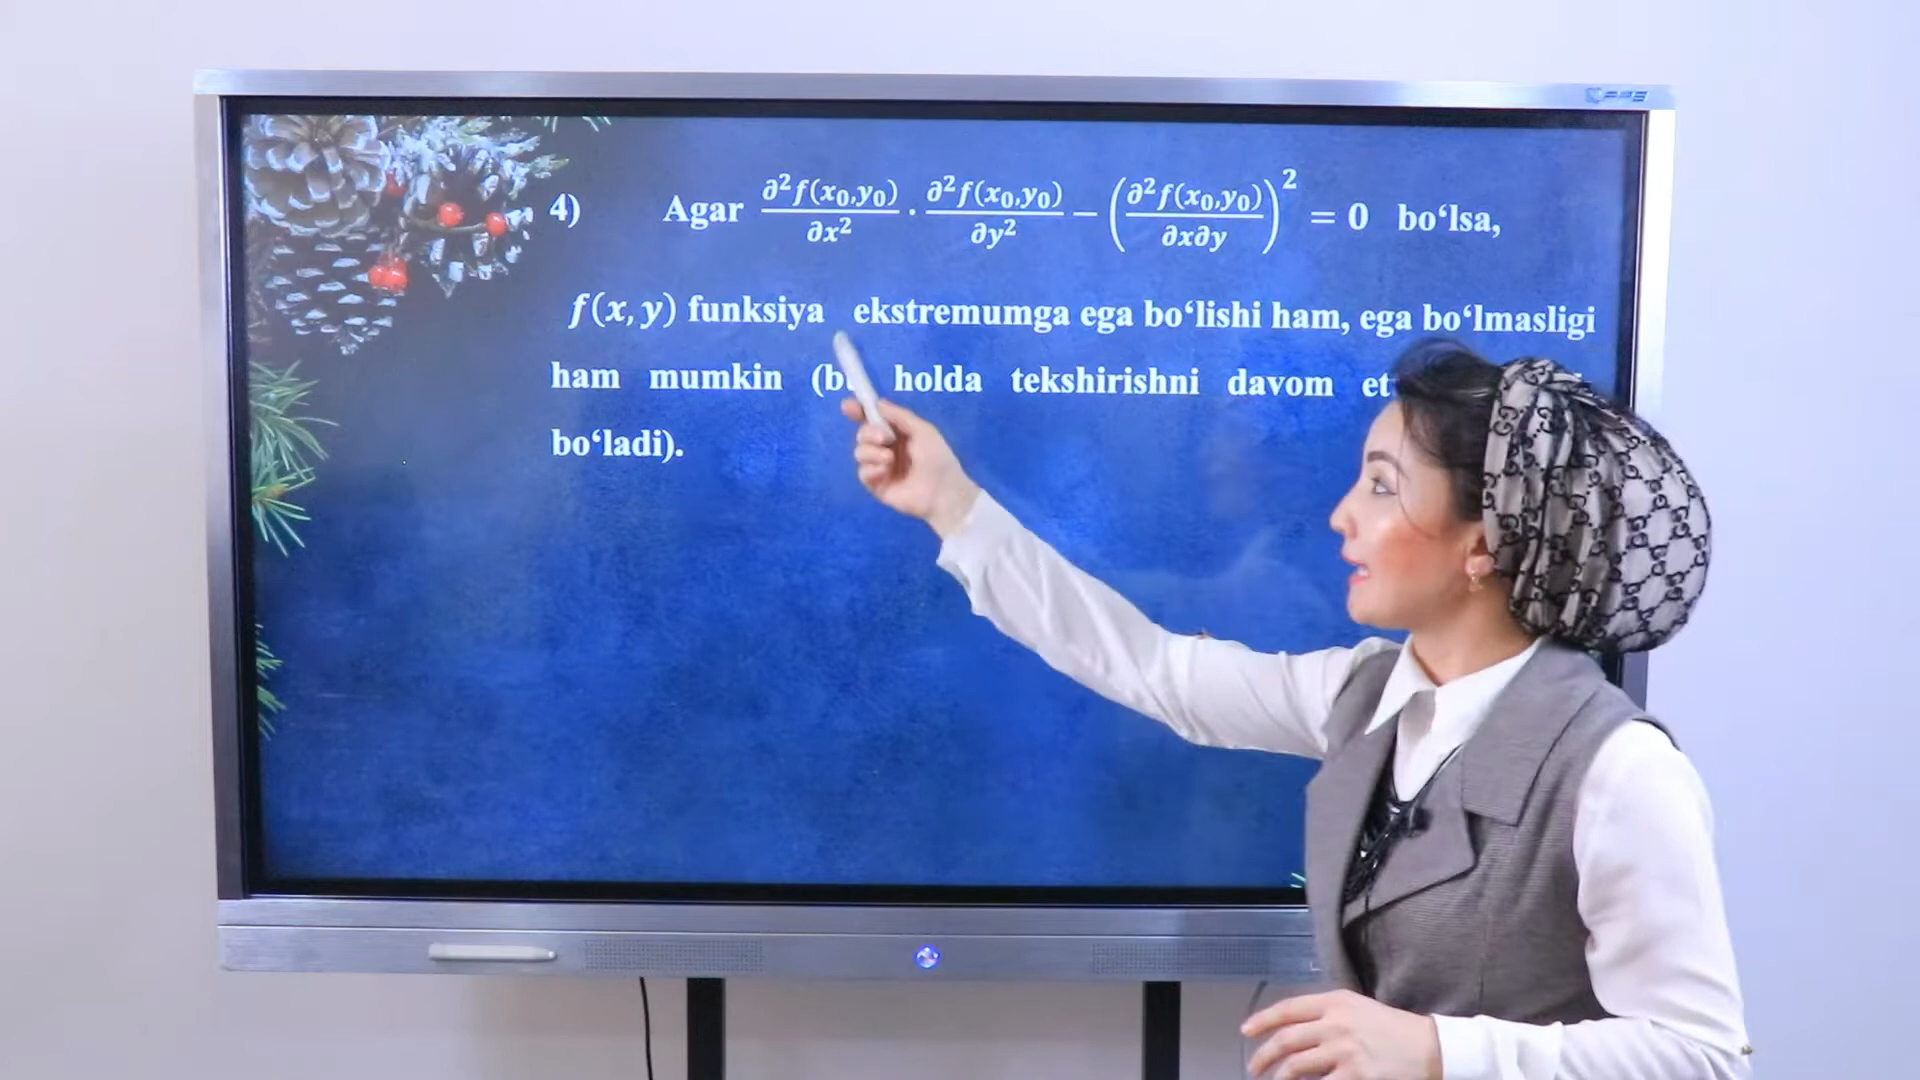 4) Agar ∂²f(x₀,y₀)/∂x² · ∂²f(x₀,y₀)/∂y² − (∂²f(x₀,y₀)/∂x∂y)² = 0 bo‘lsa,
f(x, y) funksiya ekstremumga ega bo‘lishi ham, ega bo‘lmasligi
ham mumkin holda tekshirishni davom
bo‘ladi).